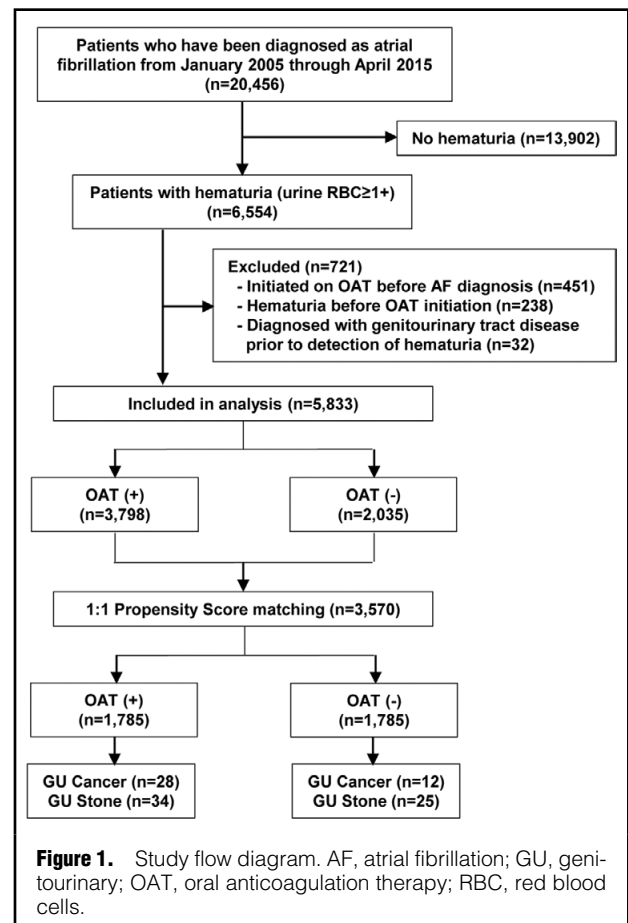 Patients who have been diagnosed as atrial
fibrillation from January 2005 through April 2015
(n=20,456)
No hematuria (n=13,902)
Patients with hematuria (urine RBC≥1+)
(n=6,554)
Excluded (n=721)
- Initiated on OAT before AF diagnosis (n=451)
- Hematuria before OAT initiation (n=238)
- Diagnosed with genitourinary tract disease
prior to detection of hematuria (n=32)
Included in analysis (n=5,833)
OAT (+)
(n=3,798)
OAT (-)
(n=2,035)
1:1 Propensity Score matching (n=3,570)
OAT (+)
(n=1,785)
OAT (-)
(n=1,785)
GU Cancer (n=28)
GU Stone (n=34)
GU Cancer (n=12)
GU Stone (n=25)
Figure 1. Study flow diagram. AF, atrial fibrillation; GU, geni-
tourinary; OAT, oral anticoagulation therapy; RBC, red blood
cells.